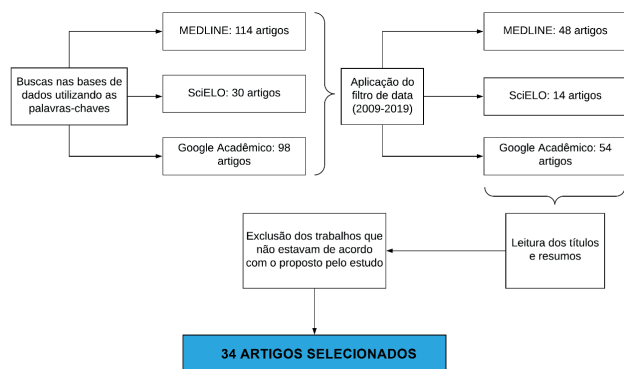 MEDLINE: 114 artigos
Buscas nas bases de
dados utilizando as
palavras-chaves
SciELO: 30 artigos
Google Acadêmico: 98
artigos
Aplicação do
filtro de data
(2009-2019)
MEDLINE: 48 artigos
SciELO: 14 artigos
Google Acadêmico: 54
artigos
Leitura dos títulos
e resumos
Exclusão dos trabalhos que
não estavam de acordo
com o proposto pelo estudo
34 ARTIGOS SELECIONADOS